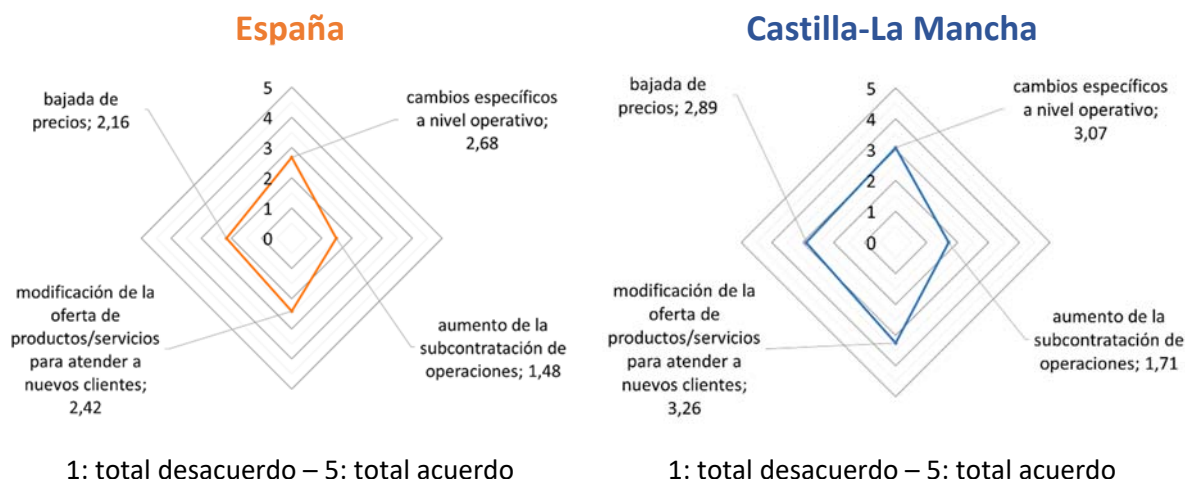 España
5
4
3
2
1
0
bajada de
precios; 2,16
cambios específicos
a nivel operativo;
2,68
modificación de la
oferta de
productos/servicios
para atender a
nuevos clientes;
2,42
aumento de la
subcontratación de
operaciones; 1,48
1: total desacuerdo – 5: total acuerdo
Castilla-La Mancha
5
4
3
2
1
0
bajada de
precios; 2,89
cambios específicos
a nivel operativo;
3,07
modificación de la
oferta de
productos/servicios
para atender a
nuevos clientes;
3,26
aumento de la
subcontratación de
operaciones; 1,71
1: total desacuerdo – 5: total acuerdo